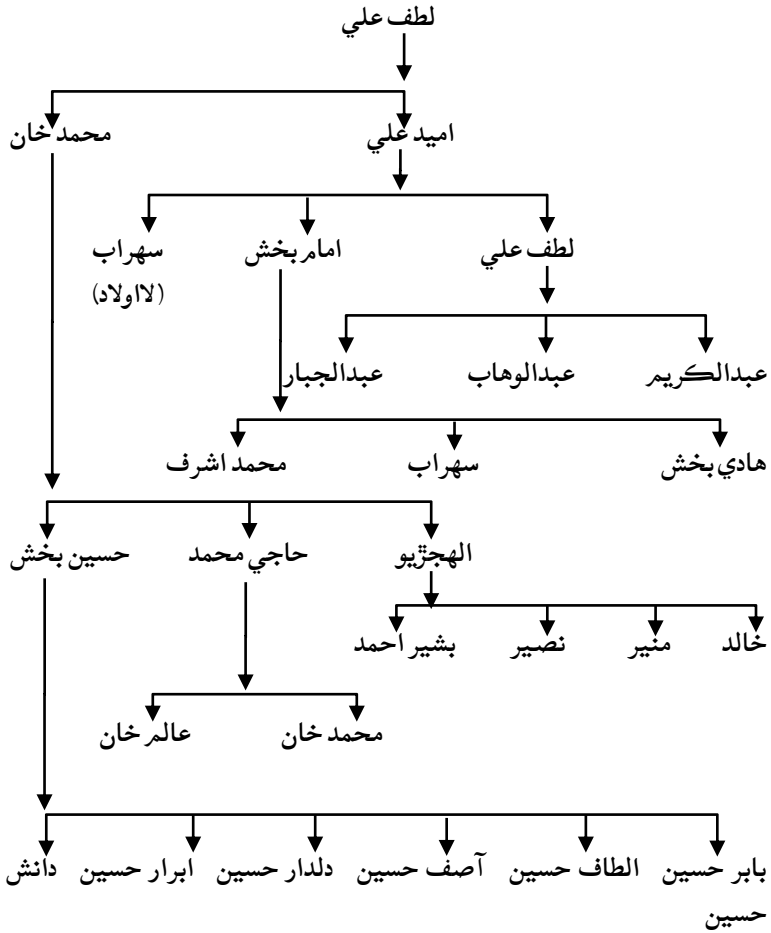 لطف علي
اميد علي	محمد خان
لطف علي	امام بخش	سهراب
(لااولاد)
عبدالڪريم	عبدالوهاب	عبدالجبار
هادي بخش	سهراب	محمد اشرف
الهجڙيو	حاجي محمد	حسين بخش
خالد	منير	نصير	بشير احمد
محمد خان	عالم خان
بابر حسين	الطاف حسين	آصف حسين	دلدار حسين	ابرار حسين	دانش
حسين